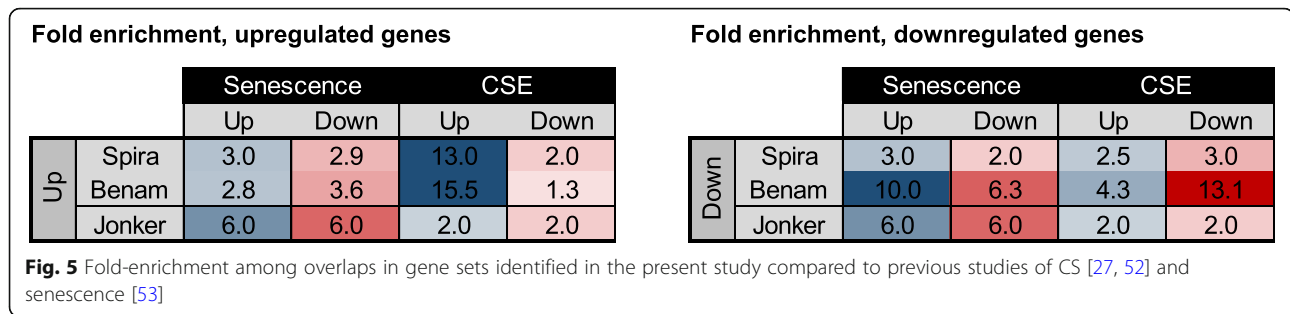 Fold enrichment, upregulated genes
Senescence CSE
Up Down Up Down
Up
Spira 3.0 2.9 13.0 2.0
Benam 2.8 3.6 15.5 1.3
Jonker 6.0 6.0 2.0 2.0
Fold enrichment, downregulated genes
Senescence CSE
Up Down Up Down
Down
Spira 3.0 2.0 2.5 3.0
Benam 10.0 6.3 4.3 13.1
Jonker 6.0 6.0 2.0 2.0
Fig. 5 Fold-enrichment among overlaps in gene sets identified in the present study compared to previous studies of CS [27, 52] and
senescence [53]